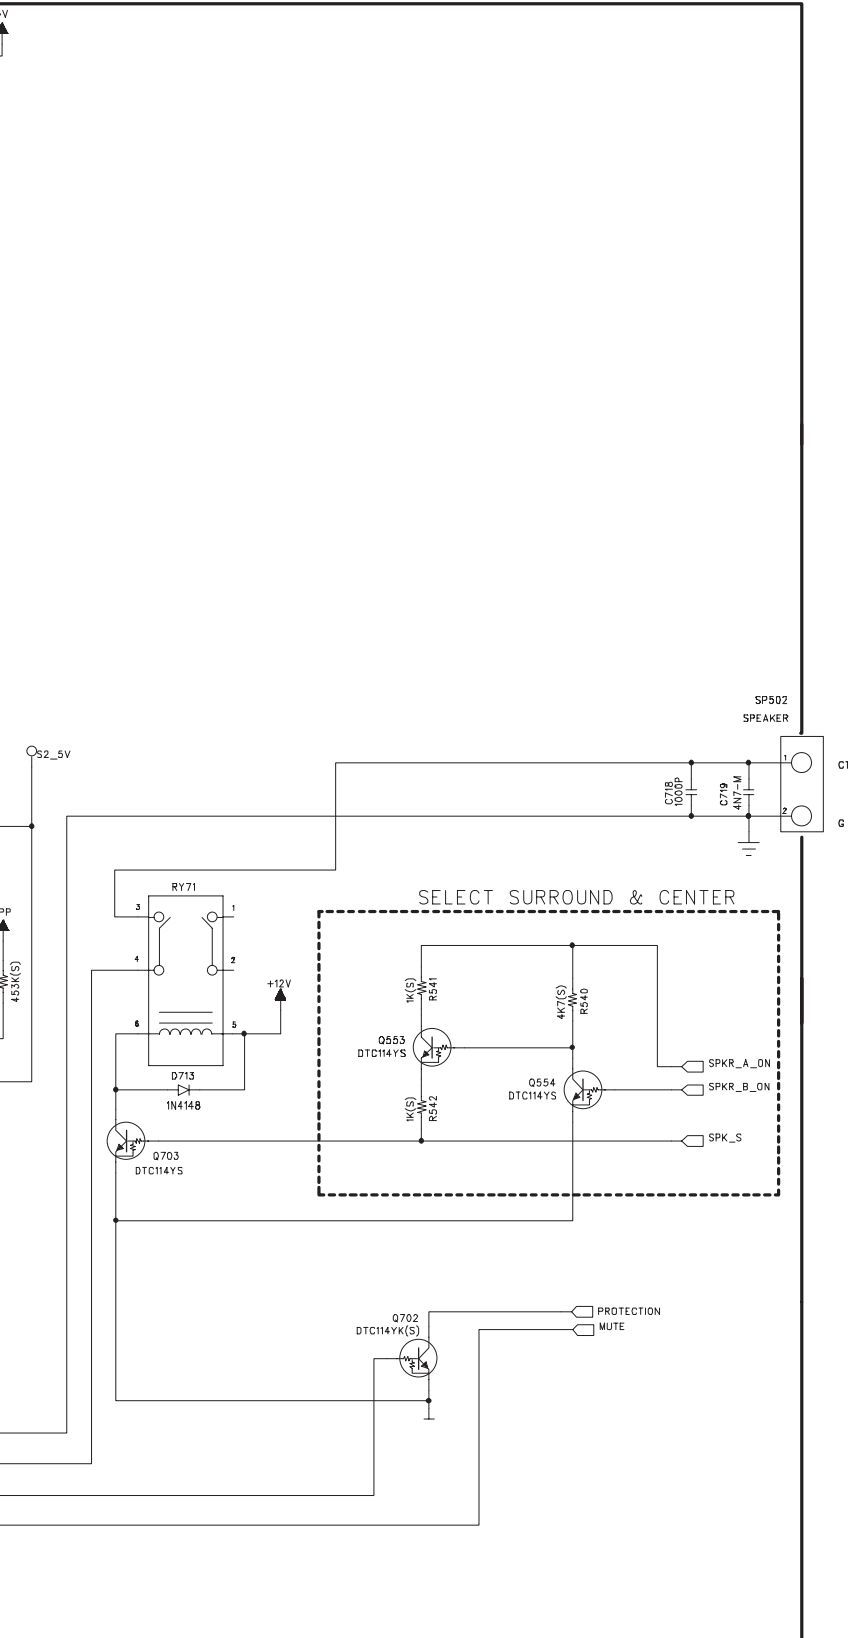 V
SP502
SPEAKER
S2_5V
1
C718
1000P
C719
4N7-M
2
G
RY71
SELECT SURROUND & CENTER
3
1
PP
453K(S)
4
2
+12V
1K(S)
R541
4K7(S)
R540
6
5
Q553
DTC114YS
SPKR_A_ON
D713
1N4148
Q554
DTC114YS
SPKR_B_ON
1K(S)
R542
SPK_S
Q703
DTC114YS
Q702
DTC114YK(S)
PROTECTION
MUTE